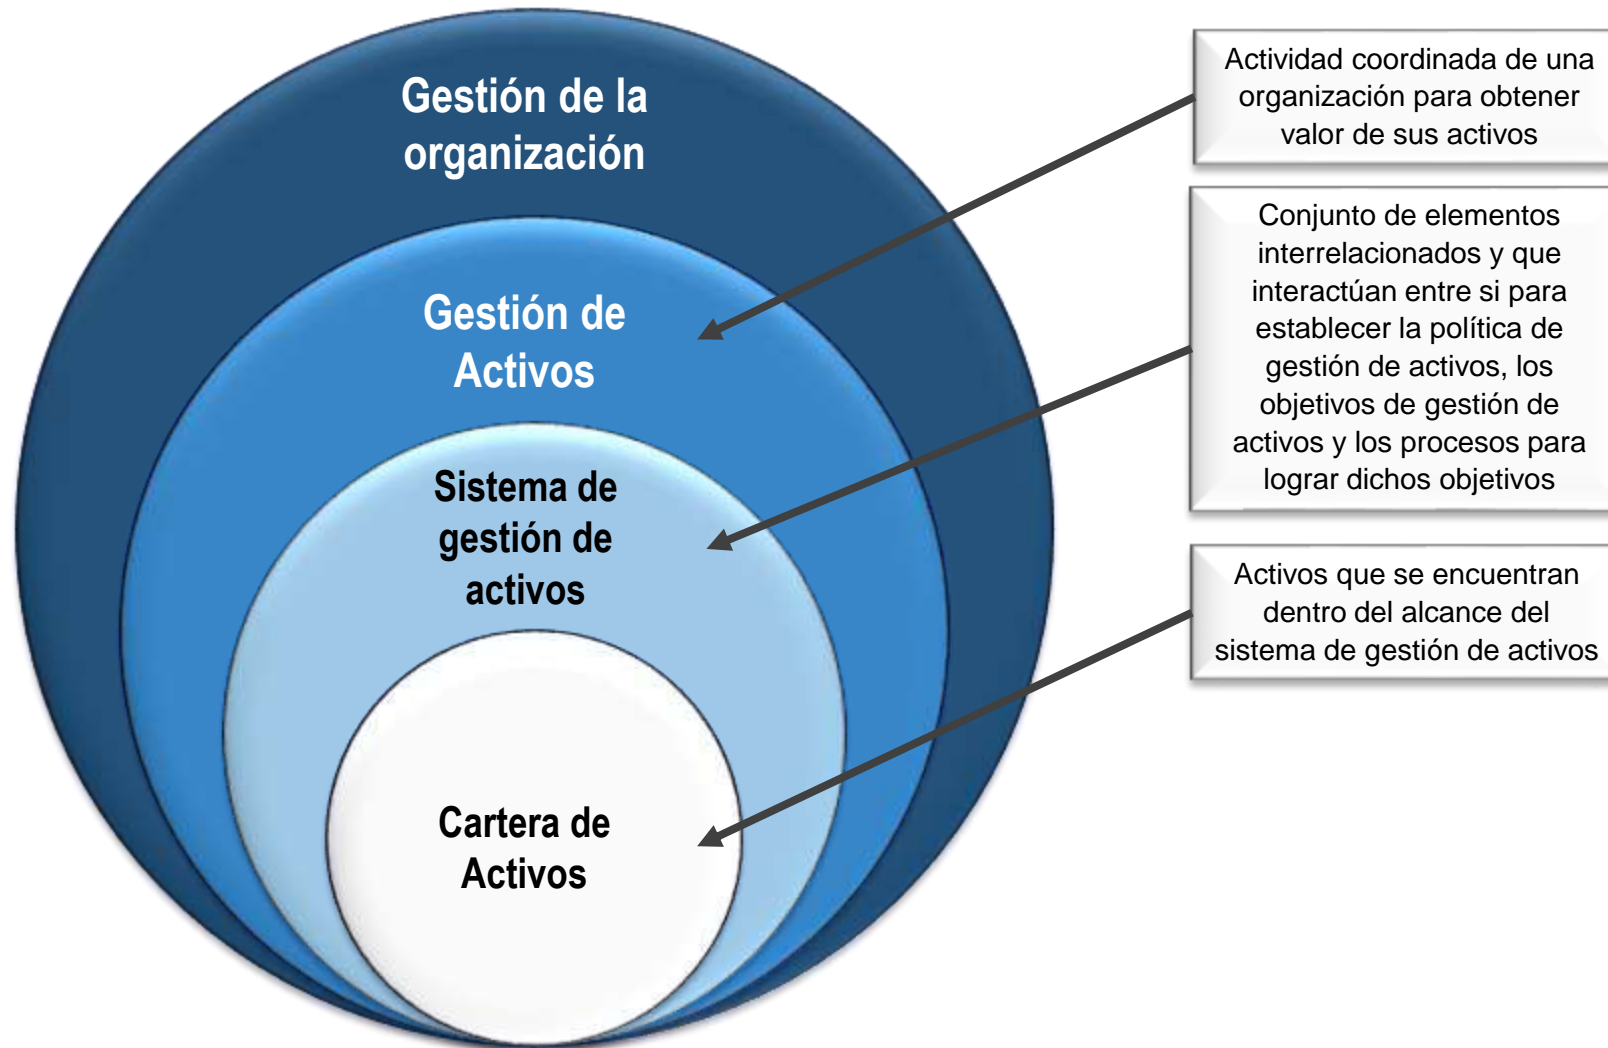 Gestión de la
organización
Gestión de
Activos
Sistema de
gestión de
activos
Cartera de
Activos
Actividad coordinada de una
organización para obtener
valor de sus activos
Conjunto de elementos
interrelacionados y que
interactúan entre si para
establecer la política de
gestión de activos, los
objetivos de gestión de
activos y los procesos para
lograr dichos objetivos
Activos que se encuentran
dentro del alcance del
sistema de gestión de activos